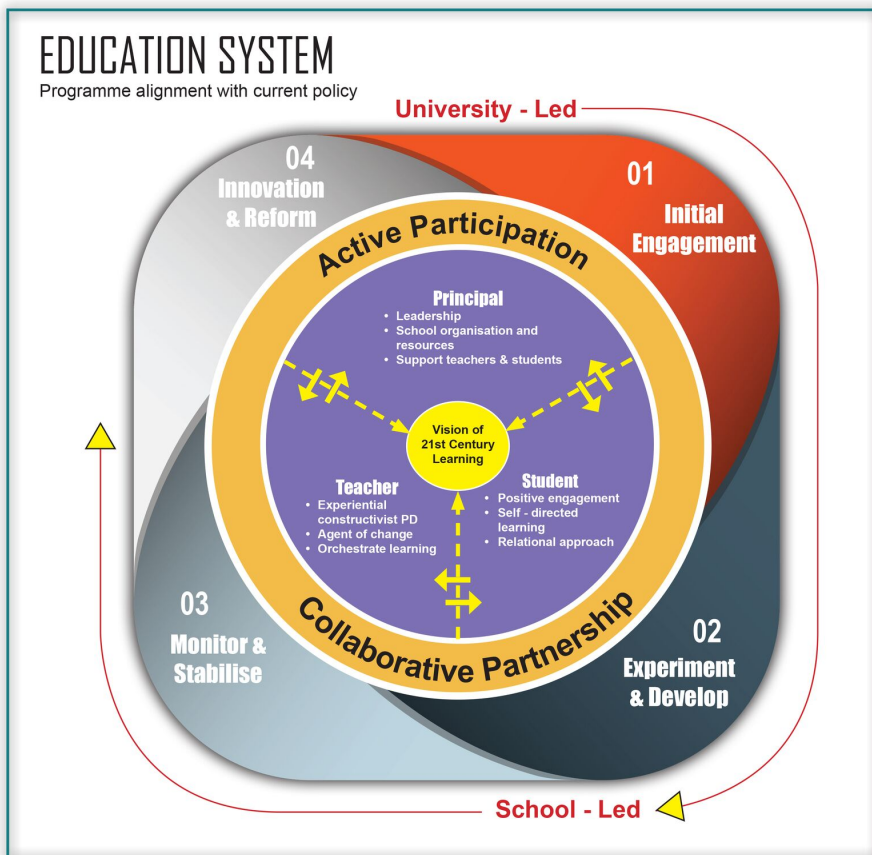 EDUCATION SYSTEM
Programme alignment with current policy
University - Led
01
Initial
Engagement
02
Experiment
& Develop
School - Led
03
Monitor &
Stabilise
04
Innovation
& Reform
Active Participation
Principal
• Leadership
• School organisation and
resources
• Support teachers & students
Vision of
21st Century
Learning
Teacher
• Experiential
constructivist PD
• Agent of change
• Orchestrate learning
Student
• Positive engagement
• Self - directed
learning
• Relational approach
Collaborative Partnership